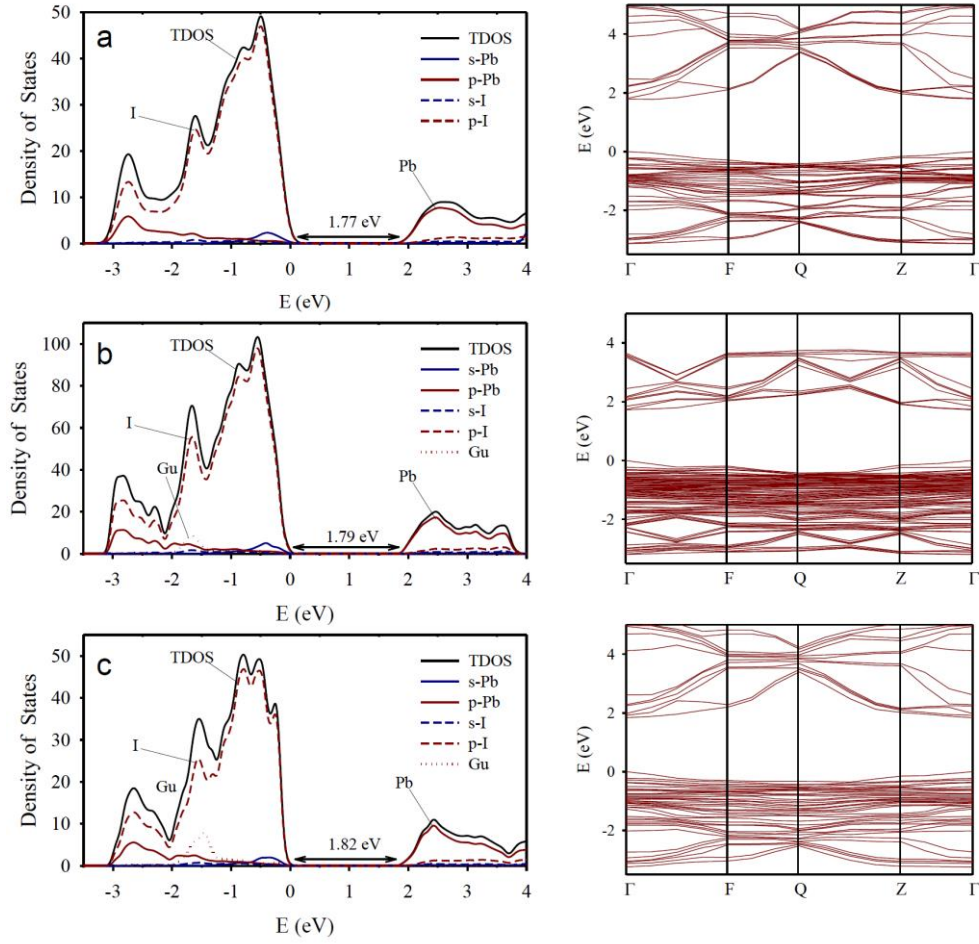 a
Density of States
50
40
30
20
10
0
TDOS
I
Pb
1.77 eV
TDOS
s-Pb
p-Pb
s-I
p-I
-3 -2 -1 0 1 2 3 4
E (eV)
E (eV)
4
2
0
-2
Γ F Q Z Γ
b
Density of States
100
80
60
40
20
0
TDOS
I
Gu
Pb
1.79 eV
TDOS
s-Pb
p-Pb
s-I
p-I
Gu
-3 -2 -1 0 1 2 3 4
E (eV)
E (eV)
4
2
0
-2
Γ F Q Z Γ
c
Density of States
50
40
30
20
10
0
TDOS
I
Gu
Pb
1.82 eV
TDOS
s-Pb
p-Pb
s-I
p-I
Gu
-3 -2 -1 0 1 2 3 4
E (eV)
E (eV)
4
2
0
-2
Γ F Q Z Γ